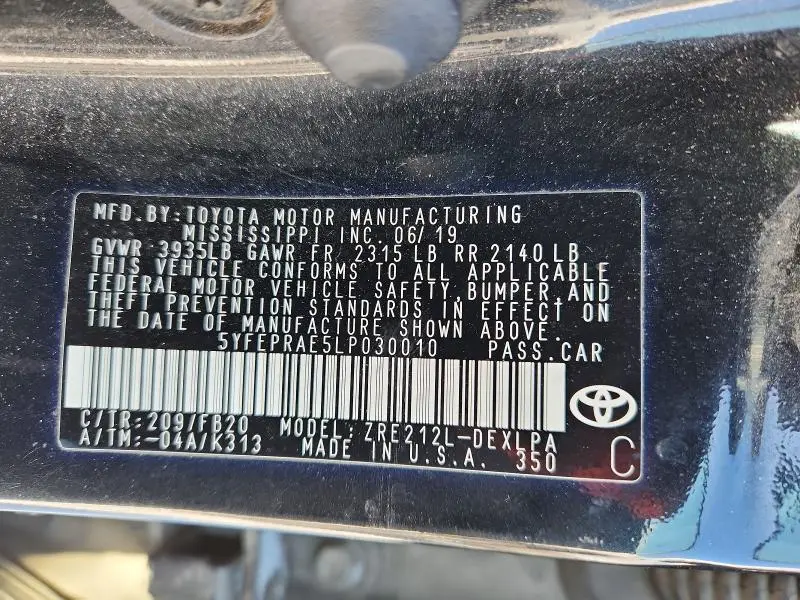 MFD.BY:TOYOTA MOTOR MANUFACTURING
MISSISSIPPI INC. 06/19
GVWR 3935LB GAWR FR 2315 LB RR 2140 LB
THIS VEHICLE CONFORMS TO ALL APPLICABLE
FEDERAL MOTOR VEHICLE SAFETY,BUMPER,AND
THEFT PREVENTION STANDARDS IN EFFECT ON
THE DATE OF MANUFACTURE SHOWN ABOVE.
5YFEPRAE5LP030010 PASS.CAR
C/TR:209/FB20 MODEL:ZRE212L-DEXLPA
A/TM:-04A/K313 MADE IN U.S.A. 350
C